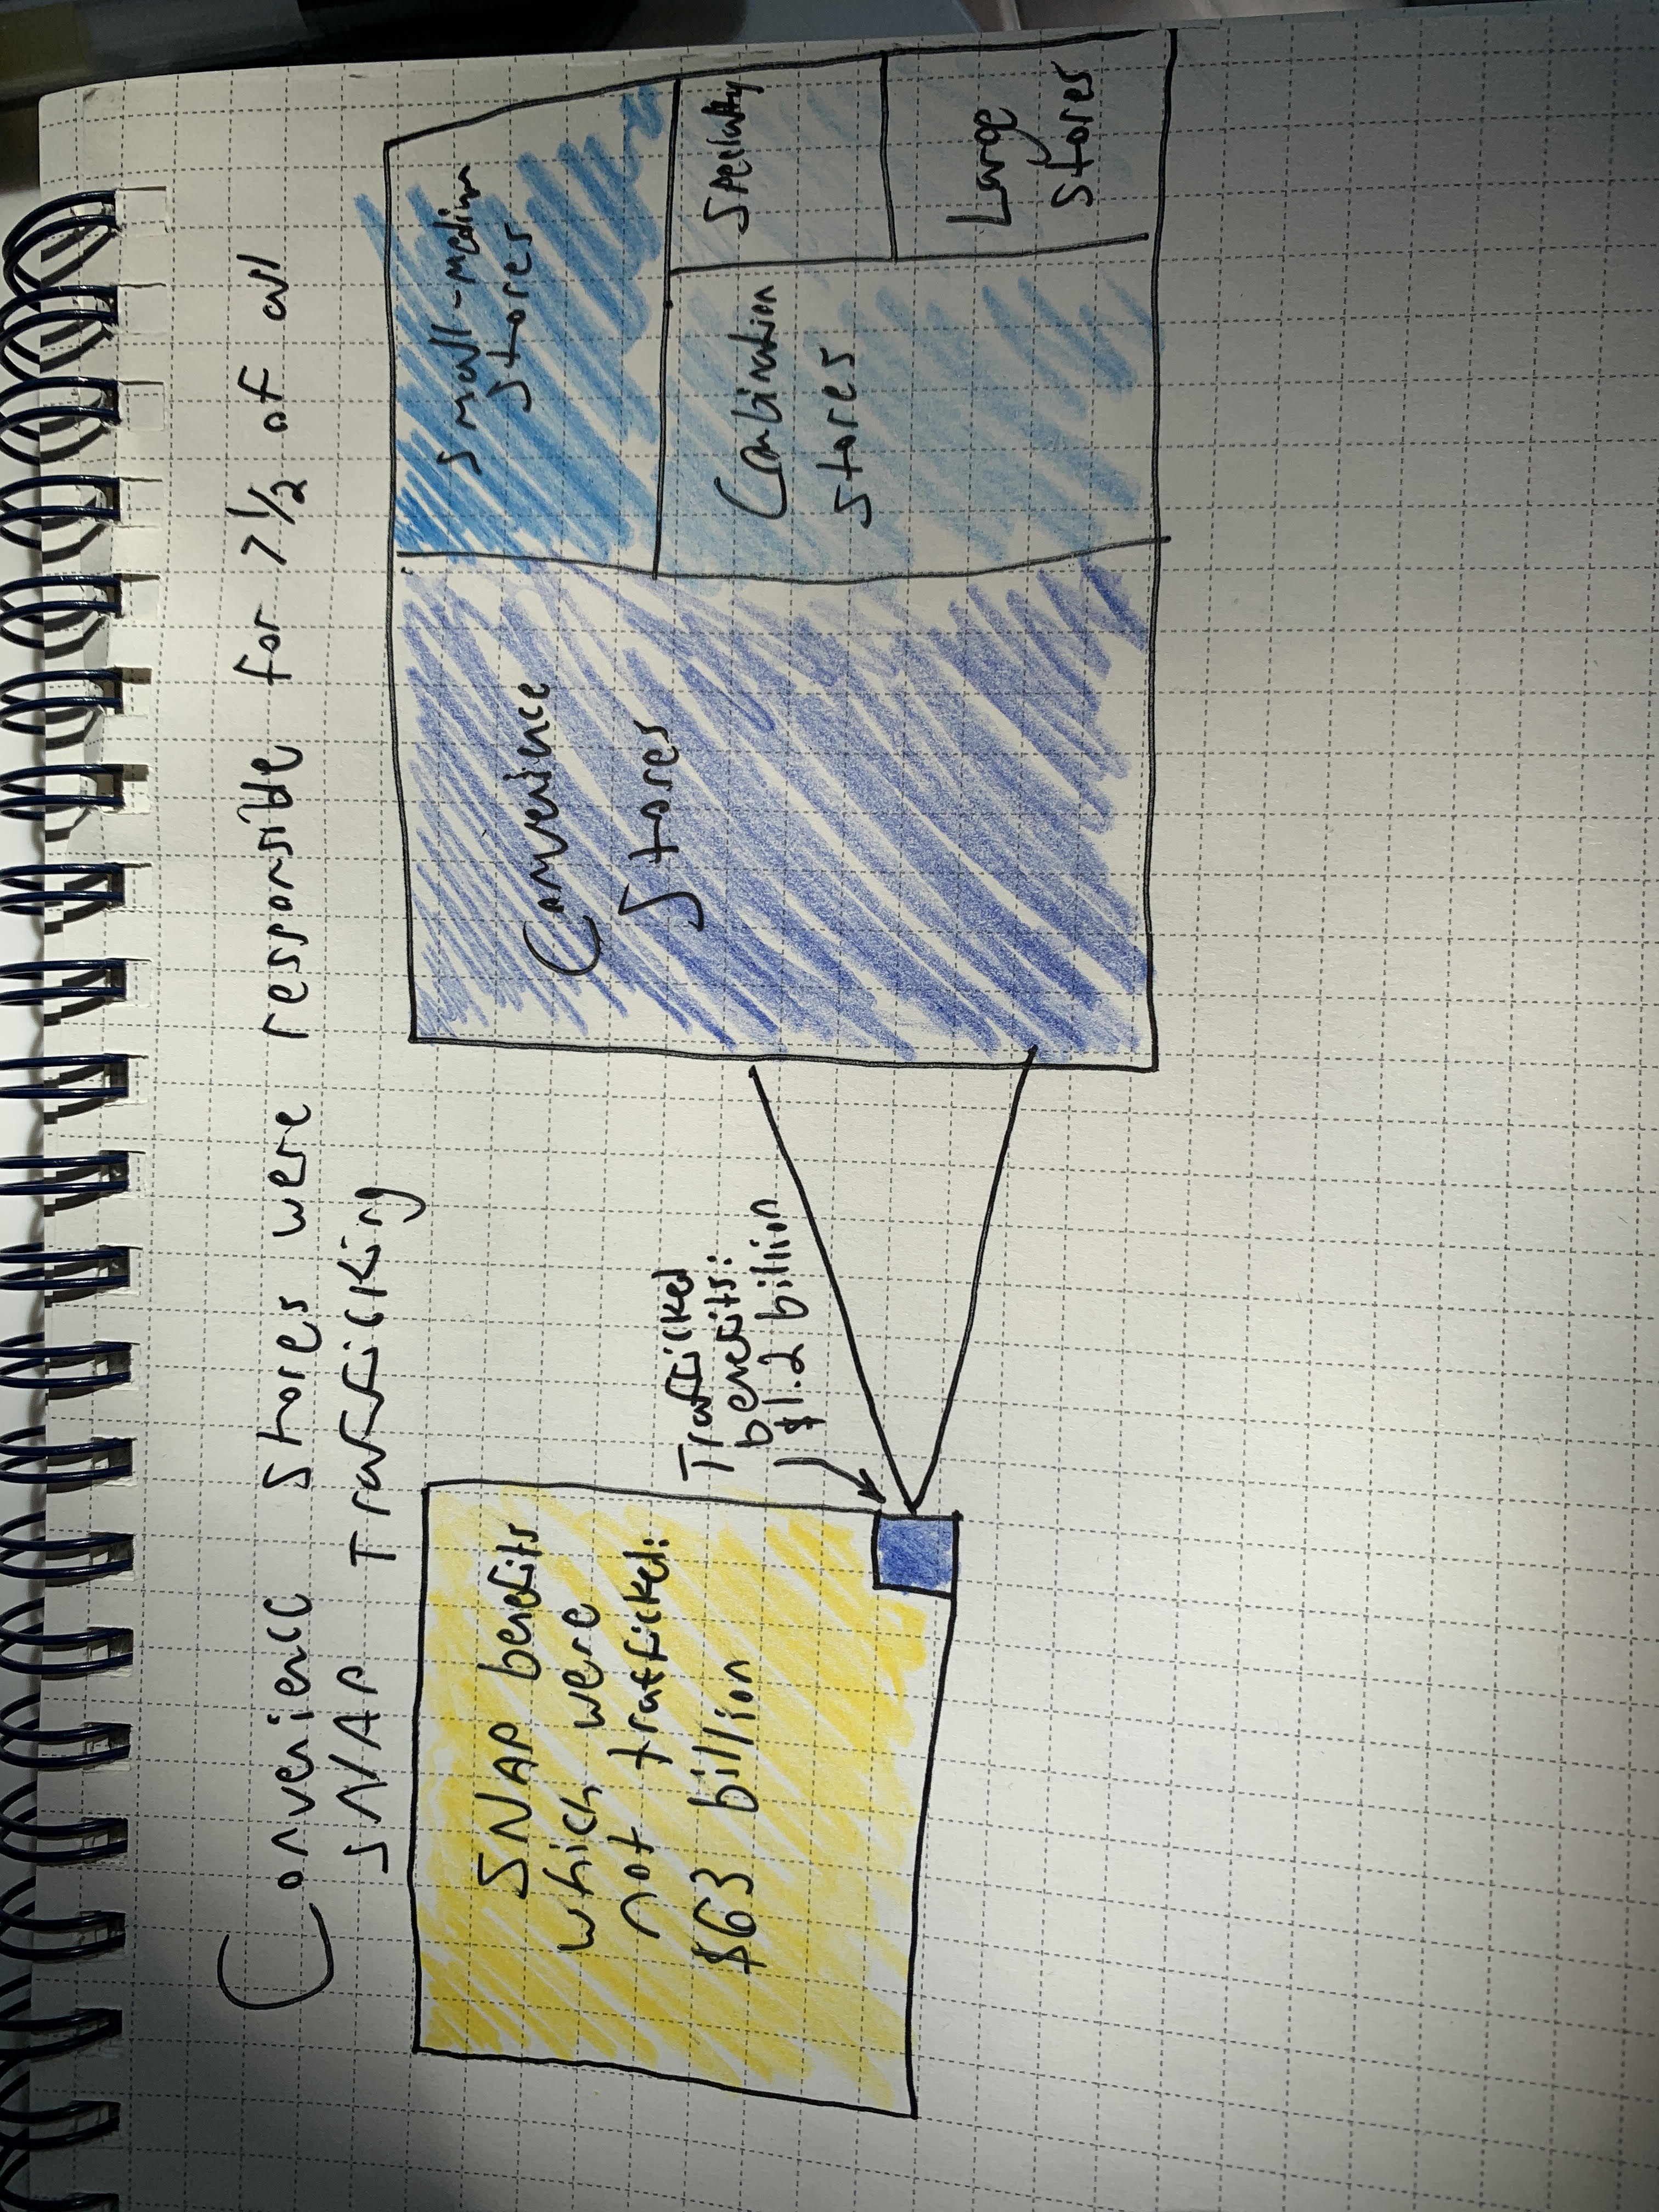 Convenience stores were responsible for >1/2 of all
SNAP Trafficking
SNAP benefits
which were
not trafficked:
$63 billion
Trafficked
benefits:
$1.2 billion
Convenience
Stores
Small-medium
stores
Combination
stores
Specialty
Large
stores